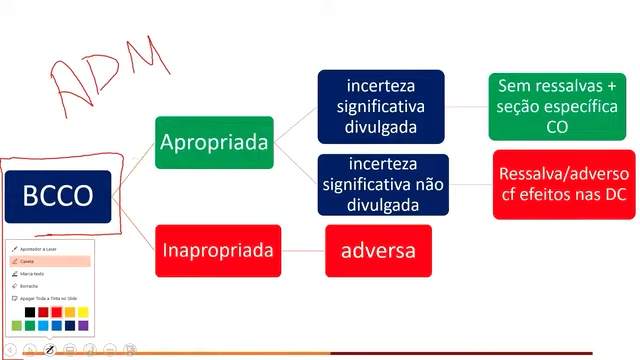 ADM
incerteza
significativa
divulgada
Sem ressalvas +
seção específica
CO
Apropriada
BCCO
incerteza
significativa não
divulgada
Ressalva/adverso
cf efeitos nas DC
Inapropriada
adversa
Apontador a Laser
Caneta
Marca-texto
Borracha
Apagar Toda a Tinta no Slide